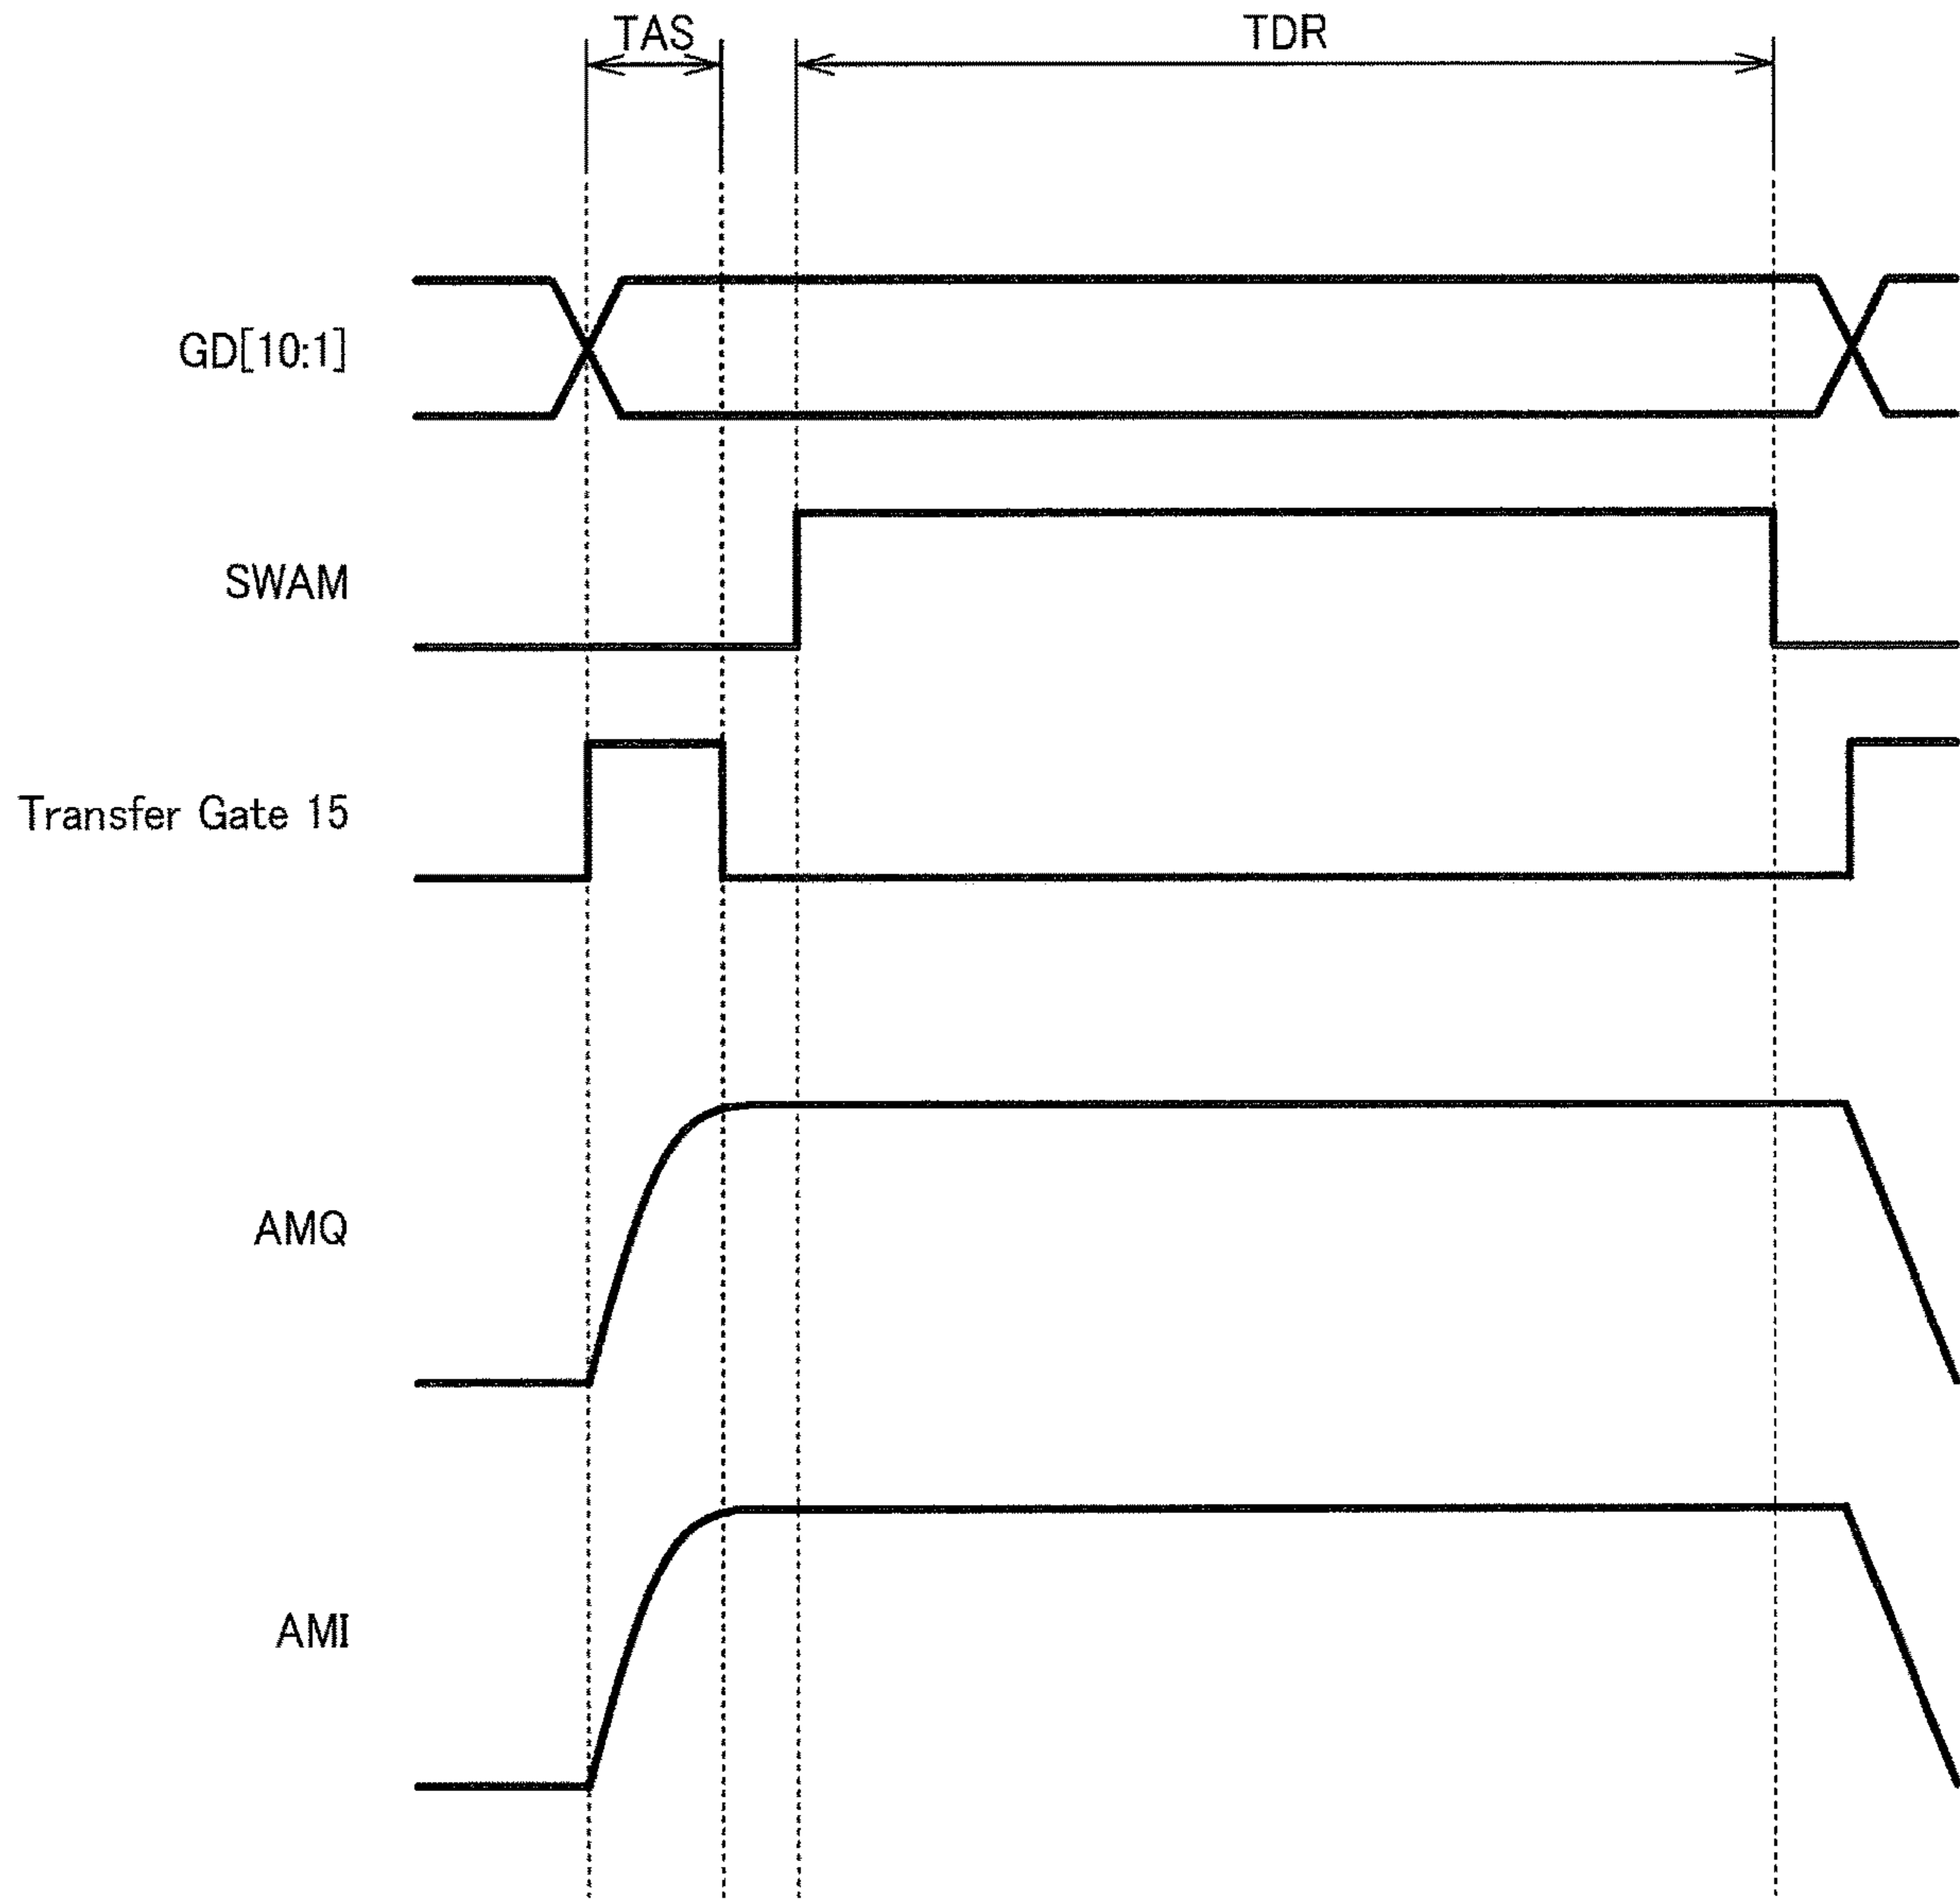 TAS
TDR
GD[10:1]
SWAM
Transfer Gate 15
AMQ
AMI